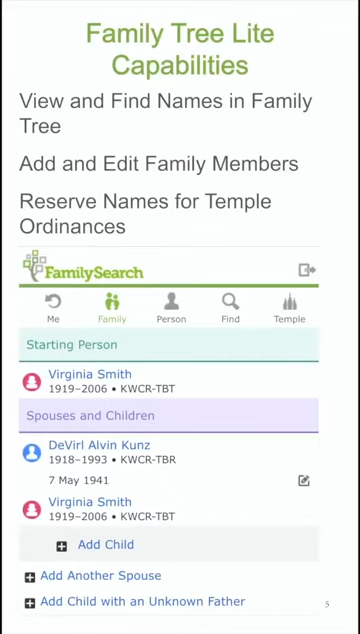 Family Tree Lite
Capabilities
View and Find Names in Family
Tree
Add and Edit Family Members
Reserve Names for Temple
Ordinances
FamilySearch
Me Family Person Find Temple
Starting Person
Virginia Smith
1919–2006 • KWCR-TBT
Spouses and Children
DeVirl Alvin Kunz
1918–1993 • KWCR-TBR
7 May 1941
Virginia Smith
1919–2006 • KWCR-TBT
Add Child
Add Another Spouse
Add Child with an Unknown Father
5